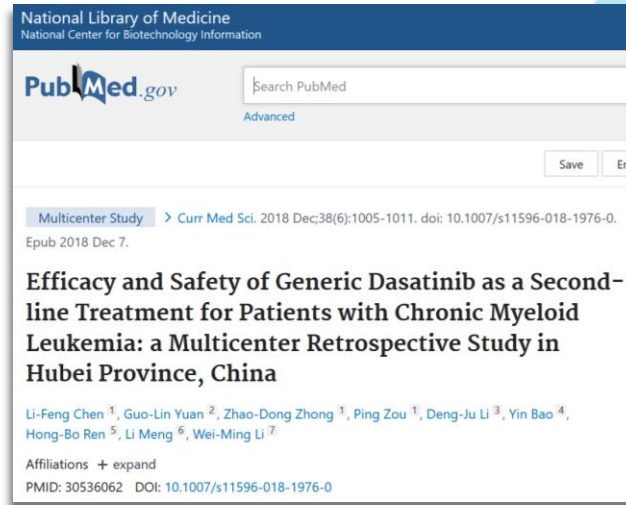 National Library of Medicine
National Center for Biotechnology Information
PubMed.gov
Search PubMed
Advanced
Save
Multicenter Study > Curr Med Sci. 2018 Dec;38(6):1005-1011. doi: 10.1007/s11596-018-1976-0.
Epub 2018 Dec 7.
Efficacy and Safety of Generic Dasatinib as a Second-
line Treatment for Patients with Chronic Myeloid
Leukemia: a Multicenter Retrospective Study in
Hubei Province, China
Li-Feng Chen 1, Guo-Lin Yuan 2, Zhao-Dong Zhong 1, Ping Zou 1, Deng-Ju Li 3, Yin Bao 4,
Hong-Bo Ren 5, Li Meng 6, Wei-Ming Li 7
Affiliations + expand
PMID: 30536062 DOI: 10.1007/s11596-018-1976-0